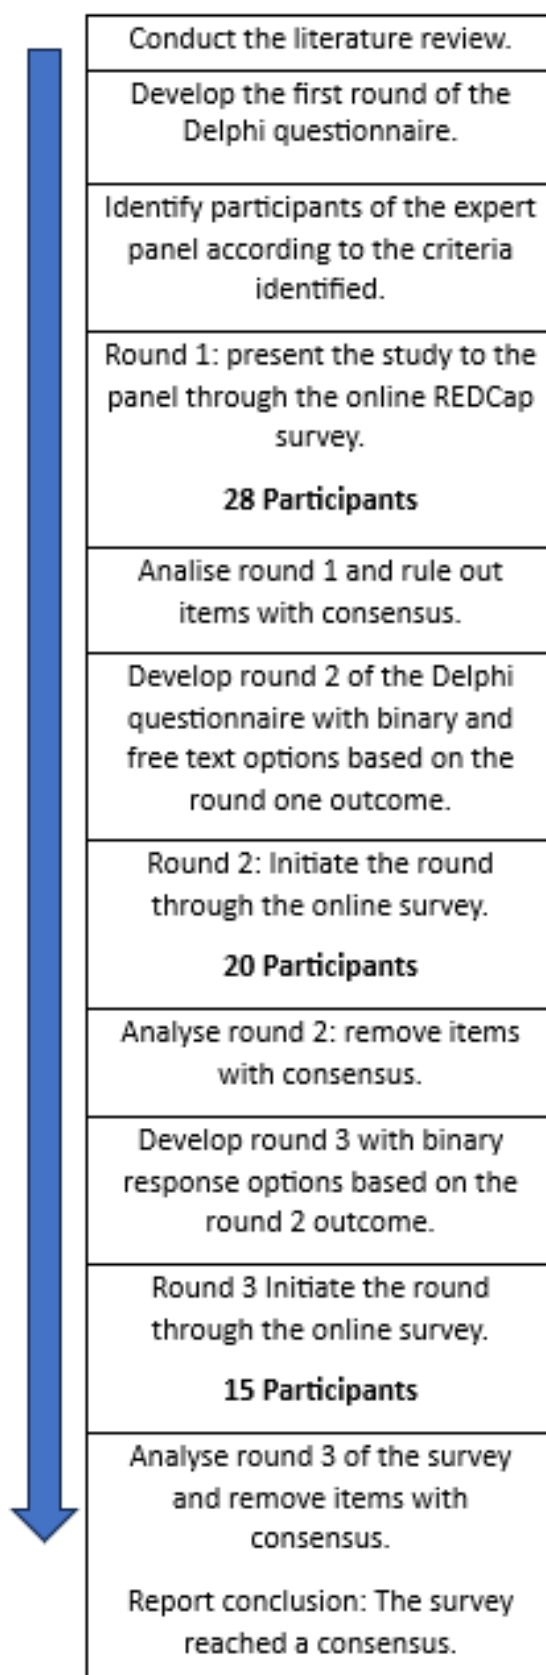 Conduct the literature review.
Develop the first round of the
Delphi questionnaire.
Identify participants of the expert
panel according to the criteria
identified.
Round 1: present the study to the
panel through the online REDCap
survey.
28 Participants
Analise round 1 and rule out
items with consensus.
Develop round 2 of the Delphi
questionnaire with binary and
free text options based on the
round one outcome.
Round 2: Initiate the round
through the online survey.
20 Participants
Analyse round 2: remove items
with consensus.
Develop round 3 with binary
response options based on the
round 2 outcome.
Round 3 Initiate the round
through the online survey.
15 Participants
Analyse round 3 of the survey
and remove items with
consensus.
Report conclusion: The survey
reached a consensus.